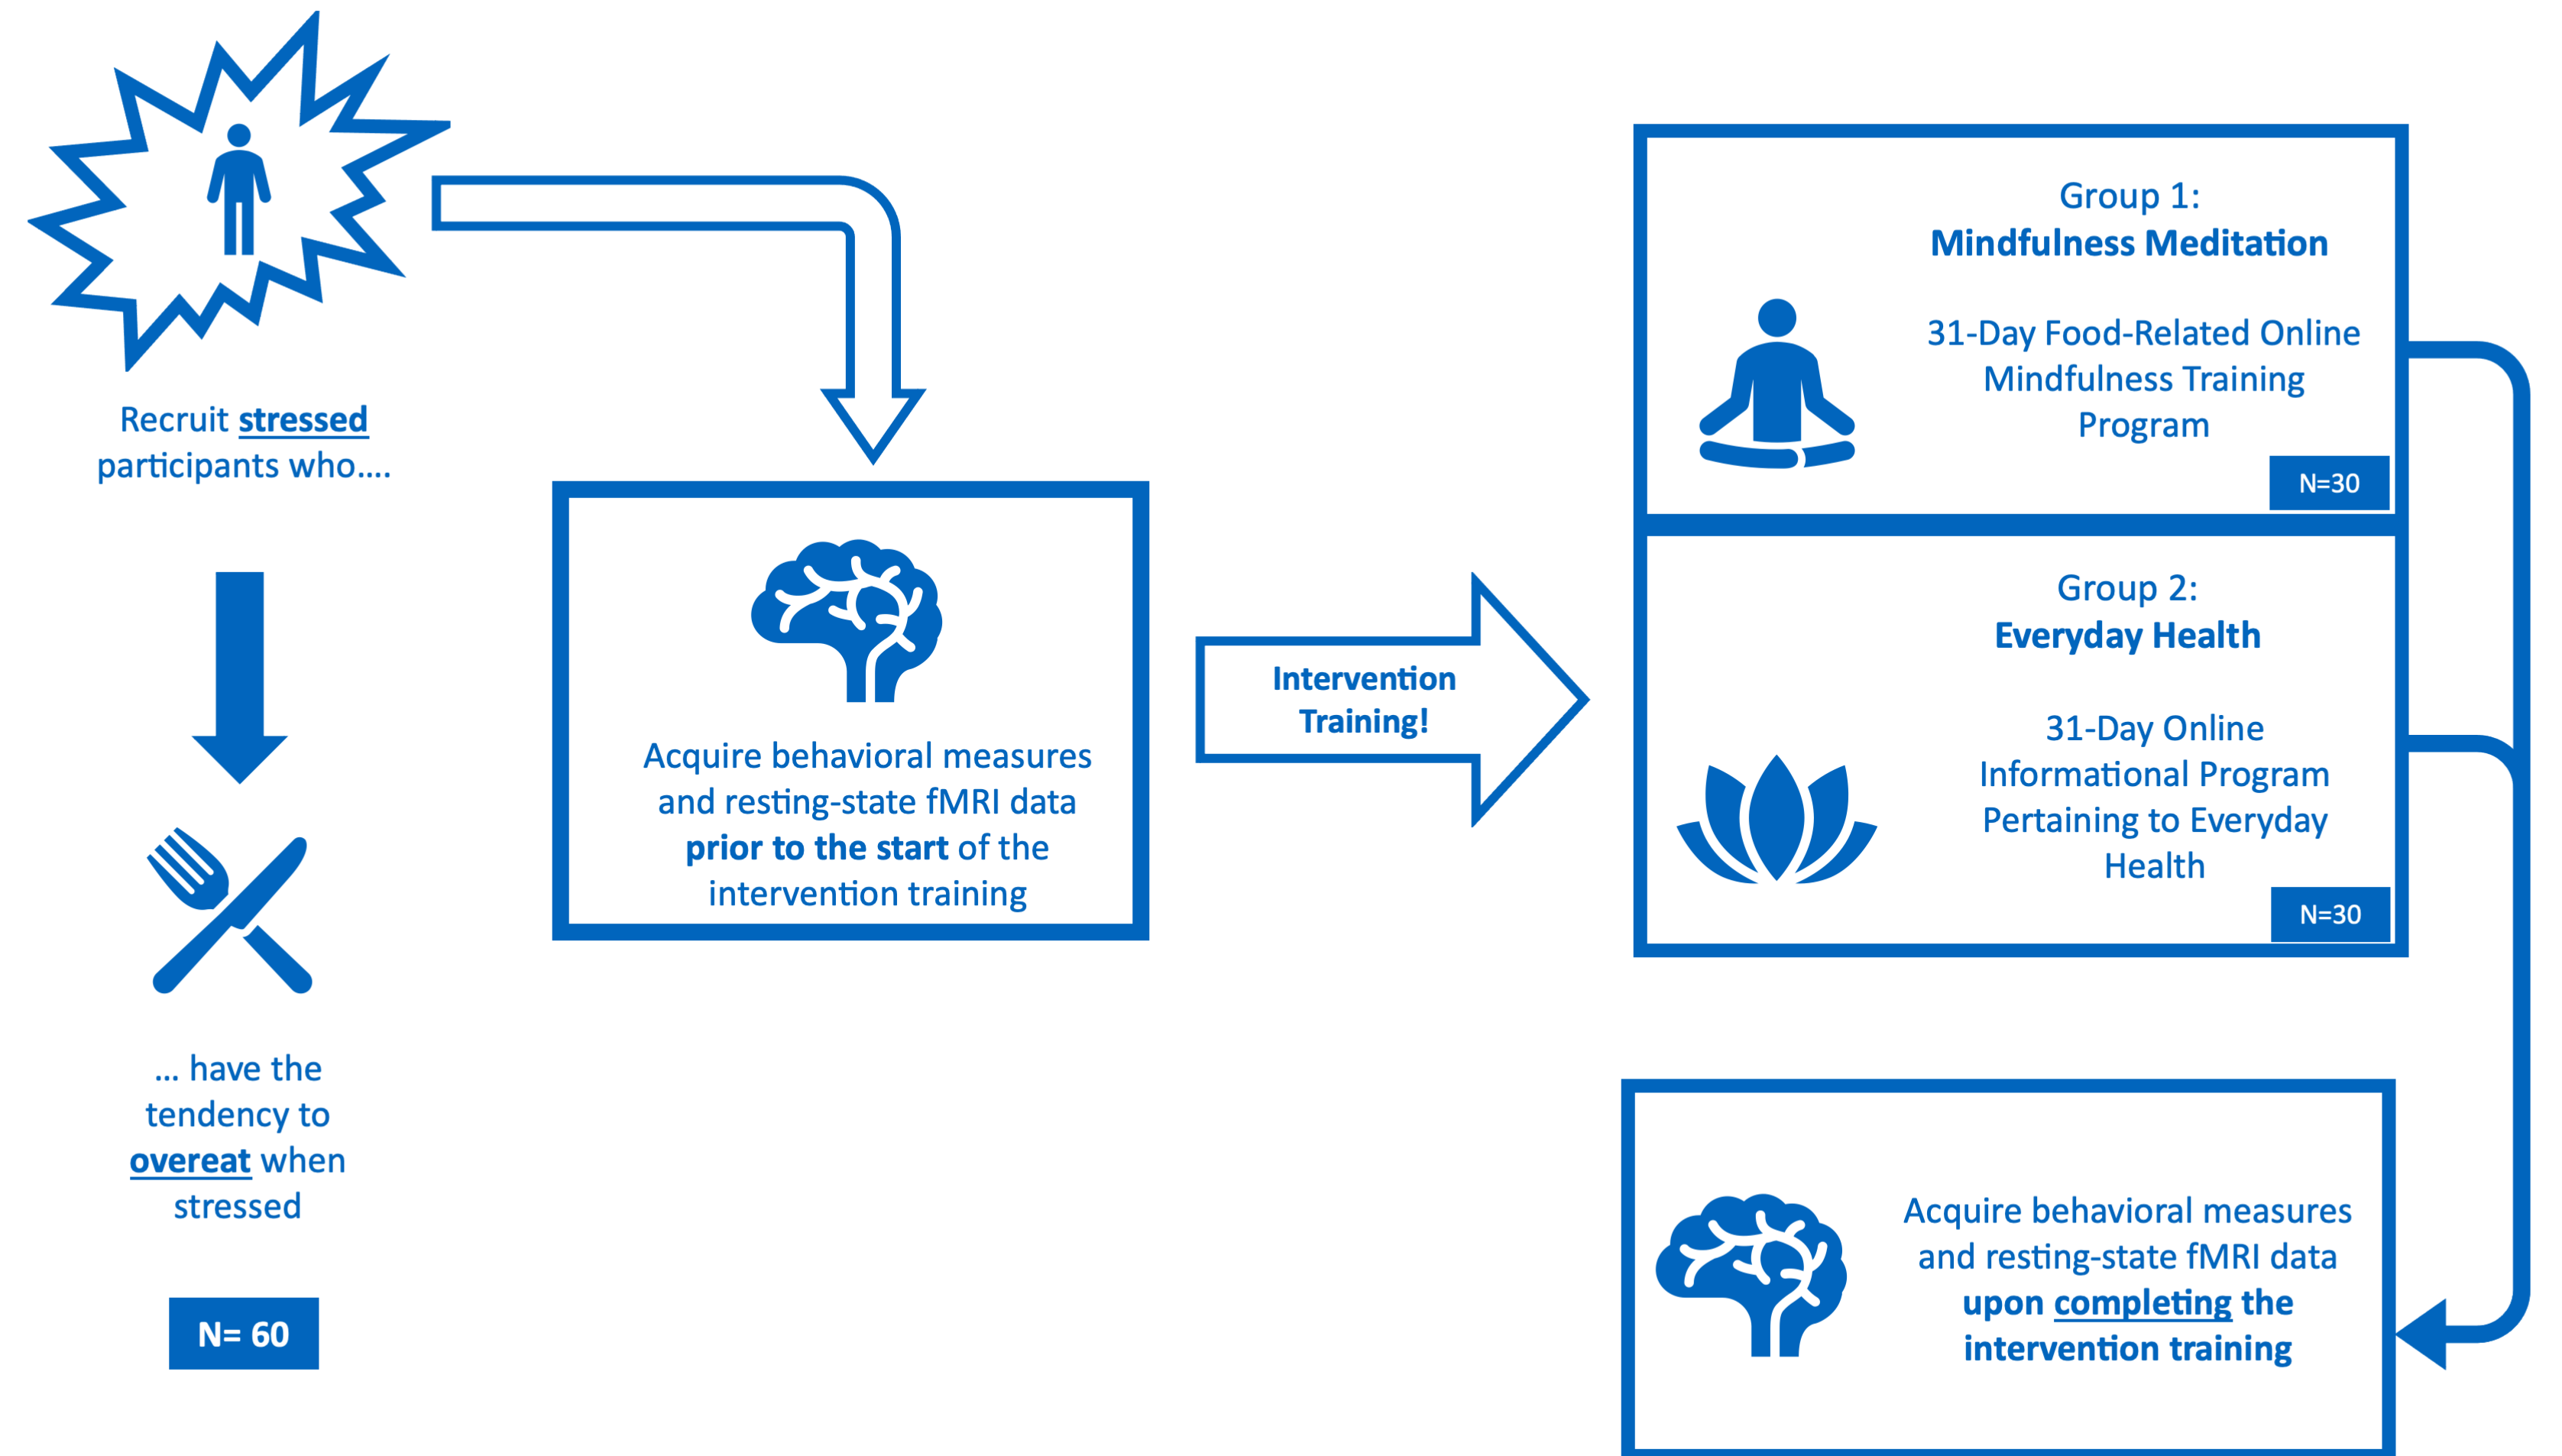 Recruit stressed
participants who....
... have the
tendency to
overeat when
stressed
N= 60
Acquire behavioral measures
and resting-state fMRI data
prior to the start of the
intervention training
Intervention
Training!
Group 1:
Mindfulness Meditation
31-Day Food-Related Online
Mindfulness Training
Program
N=30
Group 2:
Everyday Health
31-Day Online
Informational Program
Pertaining to Everyday
Health
N=30
Acquire behavioral measures
and resting-state fMRI data
upon completing the
intervention training